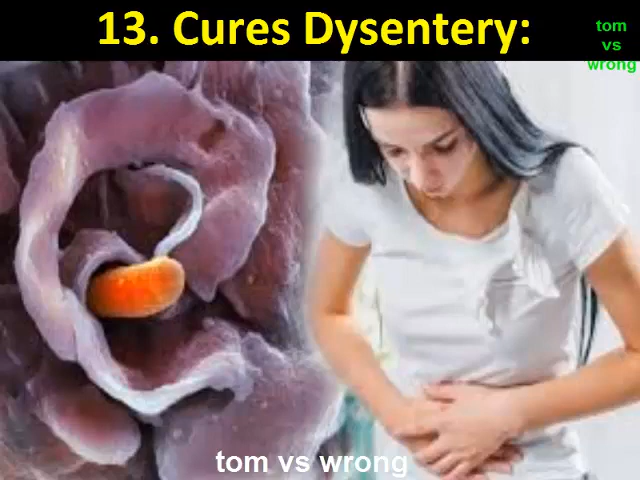 13. Cures Dysentery:
tom
vs
wrong
tom vs wrong